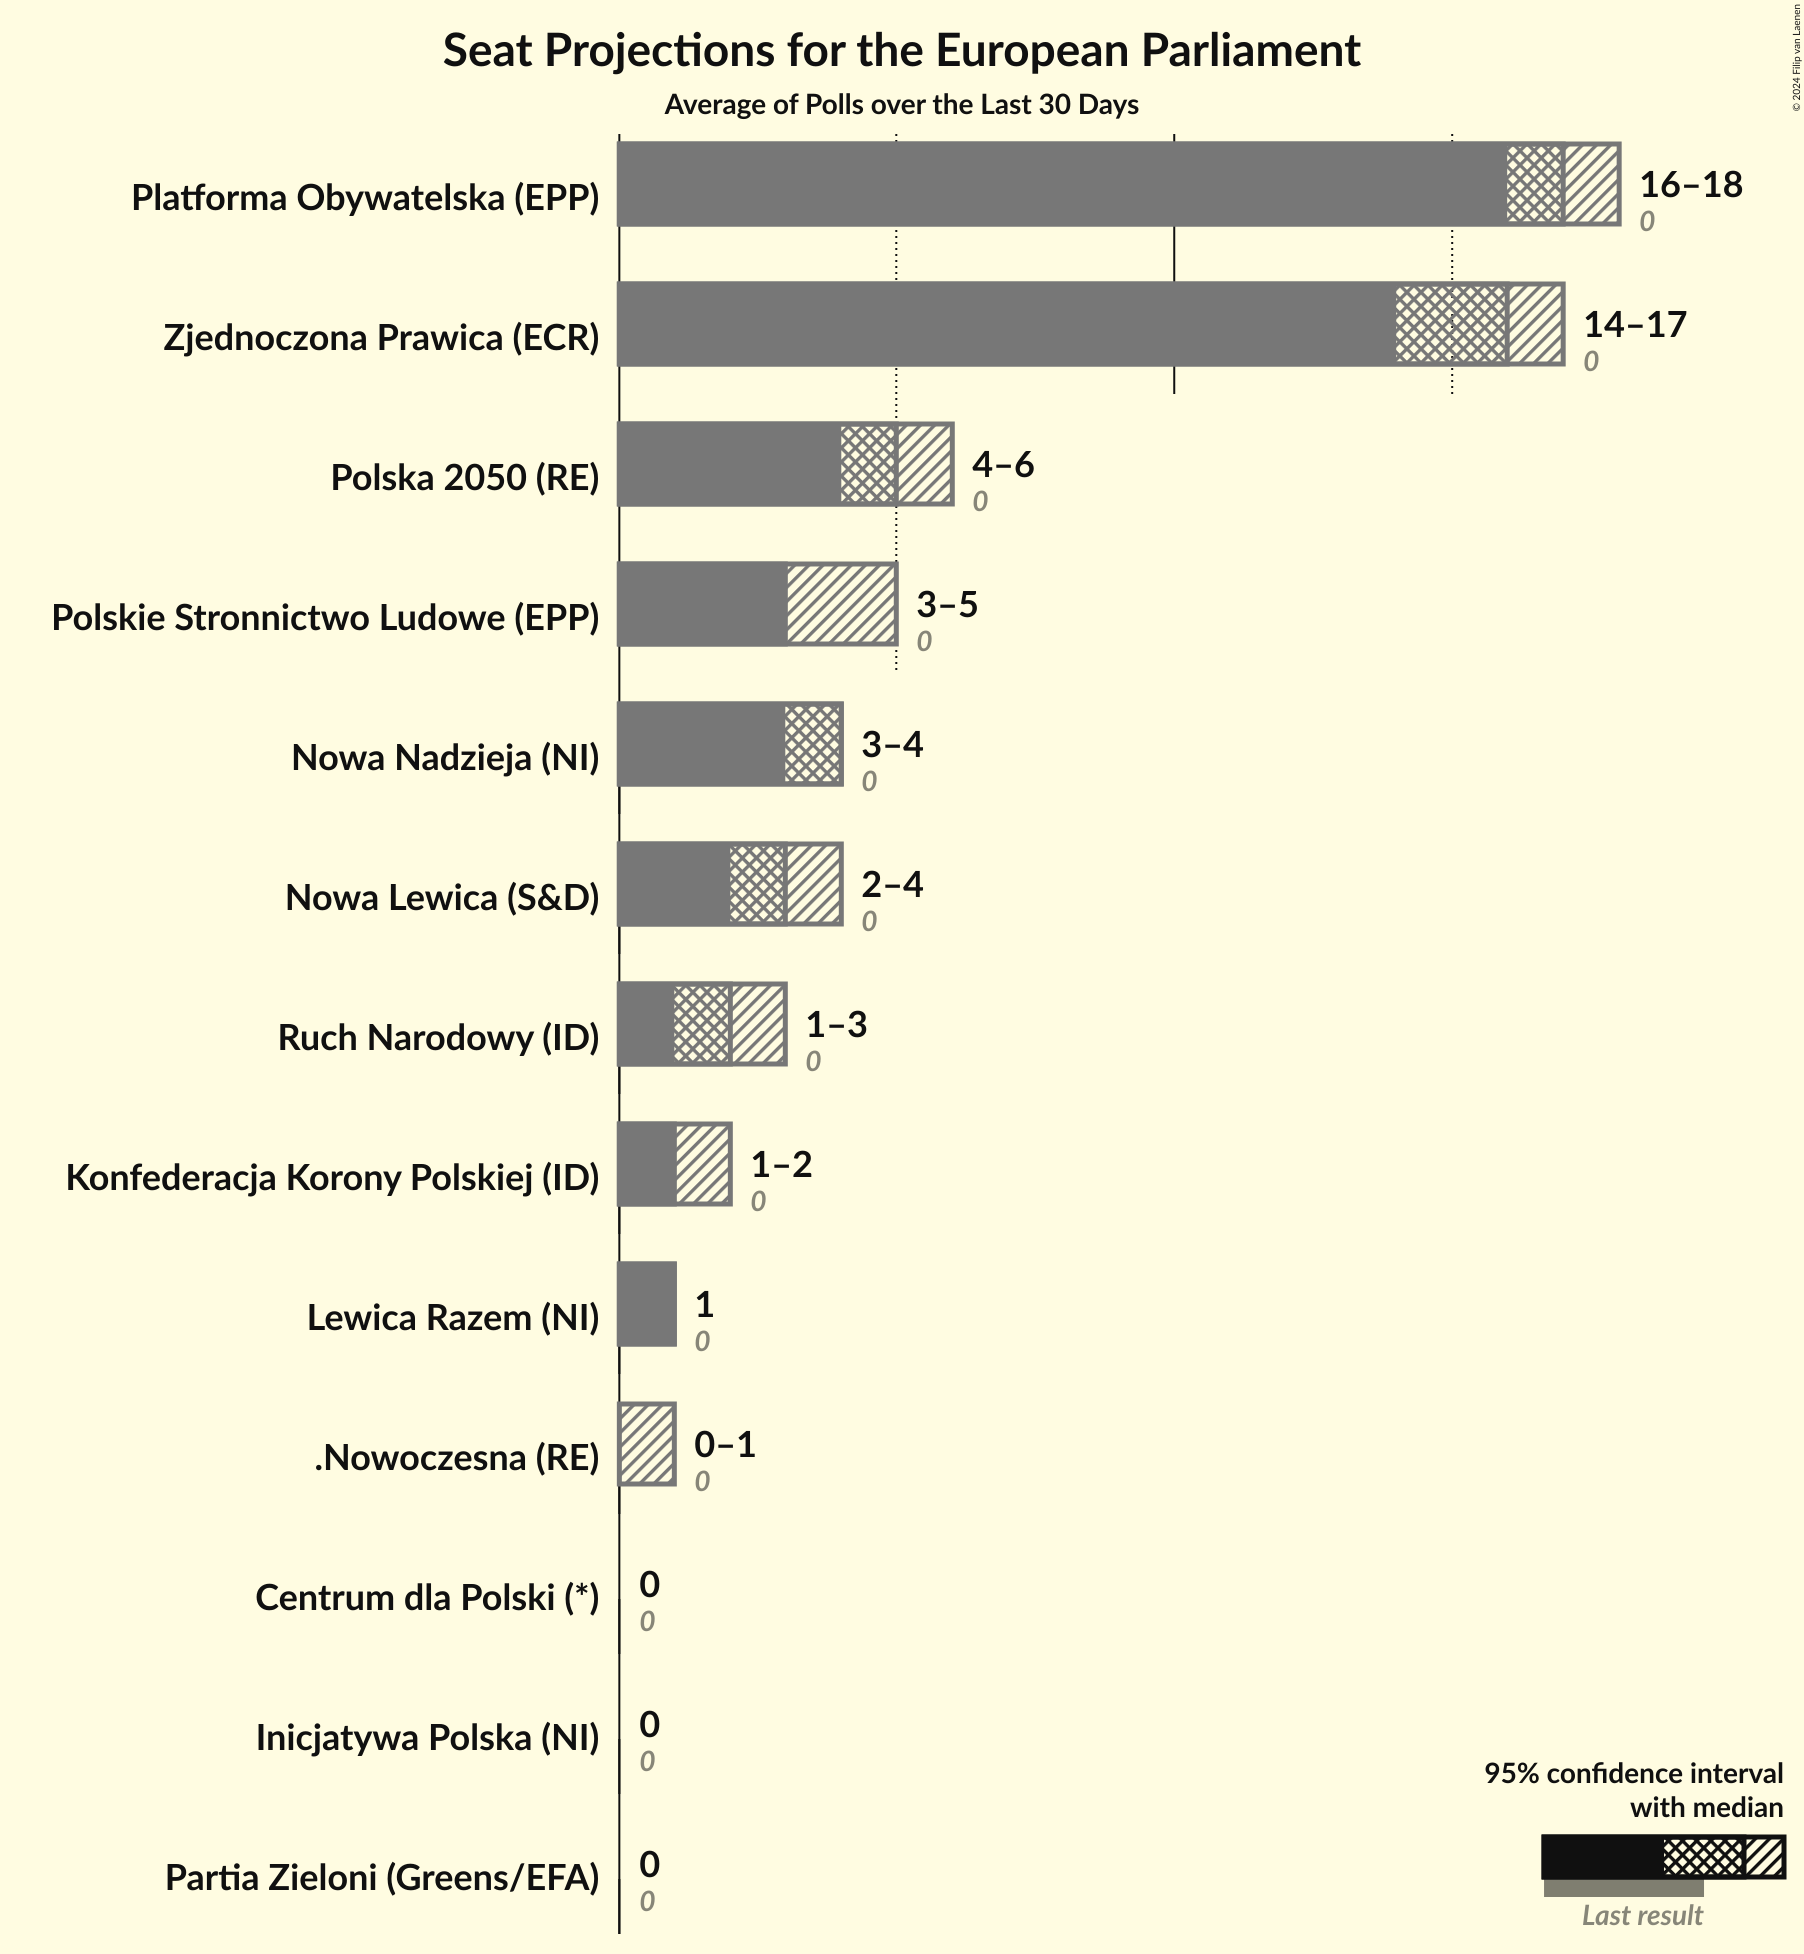 Seat Projections for the European Parliament
Average of Polls over the Last 30 Days
© 2024 Filip van Laenen
Platforma Obywatelska (EPP)
16–18
0
Zjednoczona Prawica (ECR)
14–17
0
Polska 2050 (RE)
4–6
0
Polskie Stronnictwo Ludowe (EPP)
3–5
0
Nowa Nadzieja (NI)
3–4
0
Nowa Lewica (S&D)
2–4
0
Ruch Narodowy (ID)
1–3
0
Konfederacja Korony Polskiej (ID)
1–2
0
Lewica Razem (NI)
1
0
.Nowoczesna (RE)
0–1
0
Centrum dla Polski (*)
0
0
Inicjatywa Polska (NI)
0
0
Partia Zieloni (Greens/EFA)
0
0
95% confidence interval
with median
Last result